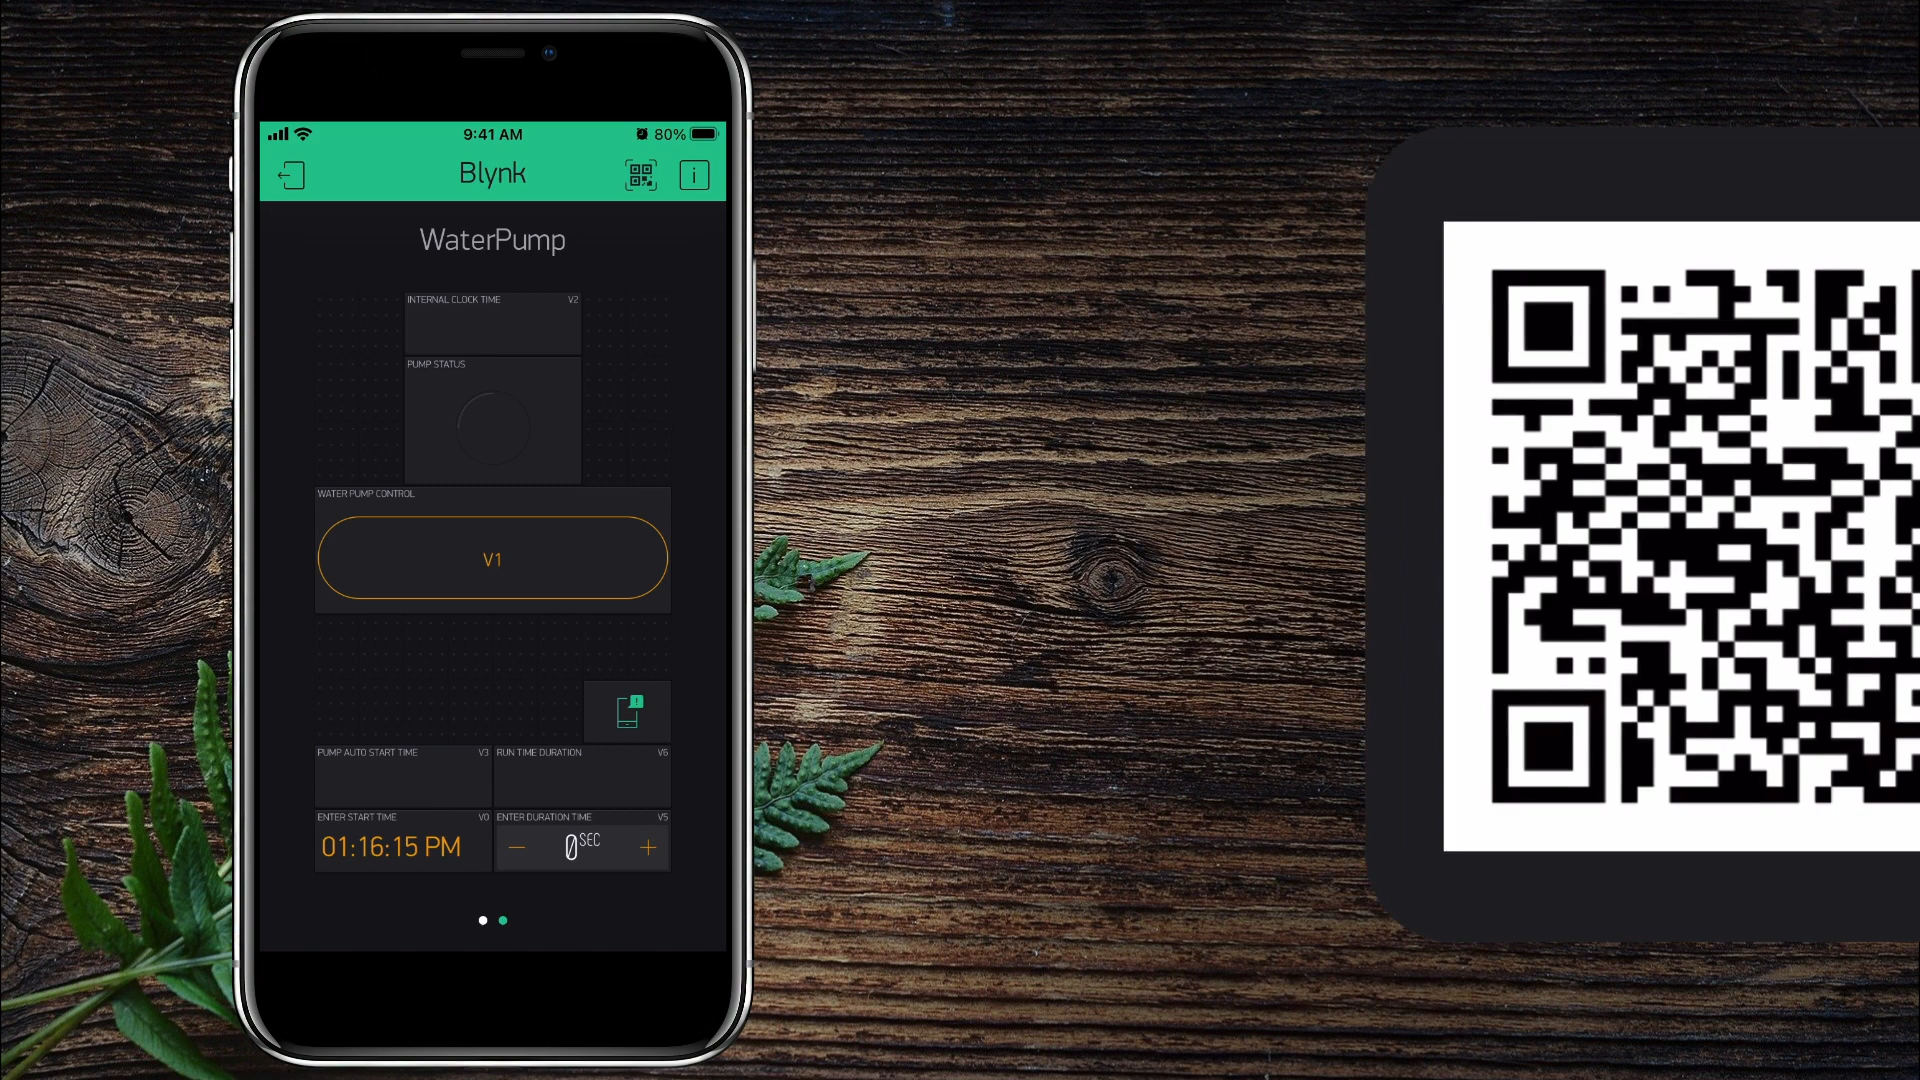 9:41 AM
80%
Blynk
i
WaterPump
INTERNAL CLOCK TIME V2
PUMP STATUS
WATER PUMP CONTROL
V1
PUMP AUTO START TIME V3
RUN TIME DURATION V6
ENTER START TIME V0
ENTER DURATION TIME V5
01:16:15 PM
0 SEC